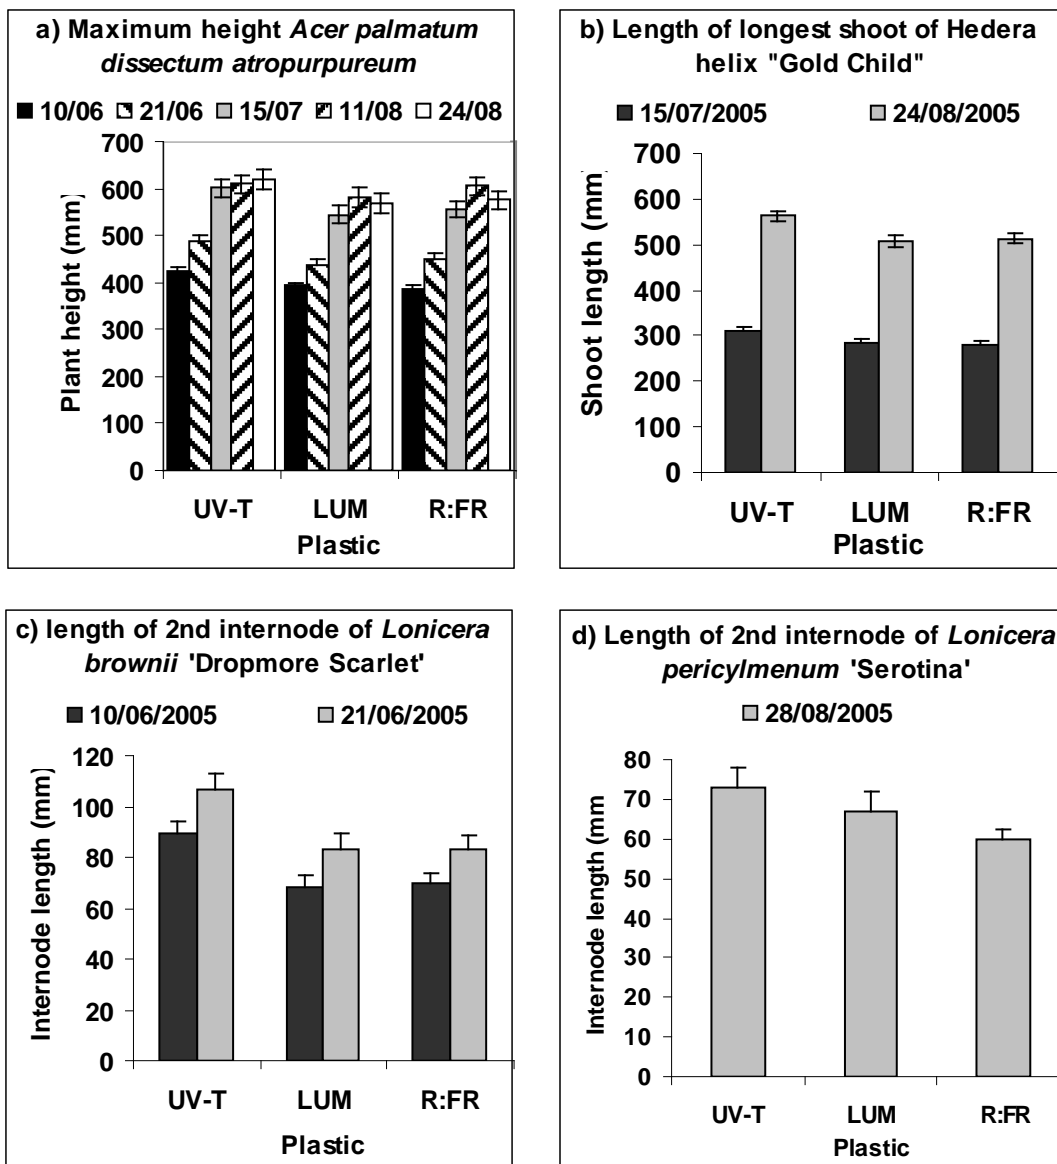 a) Maximum height Acer palmatum
dissectum atropurpureum
10/06 21/06 15/07 11/08 24/08
700
600
500
400
300
200
100
0
Plant height (mm)
UV-T LUM R:FR
Plastic
b) Length of longest shoot of Hedera
helix "Gold Child"
15/07/2005 24/08/2005
700
600
500
400
300
200
100
0
Shoot length (mm)
UV-T LUM R:FR
Plastic
c) length of 2nd internode of Lonicera
brownii 'Dropmore Scarlet'
10/06/2005 21/06/2005
120
100
80
60
40
20
0
Internode length (mm)
UV-T LUM R:FR
Plastic
d) Length of 2nd internode of Lonicera
pericylmenum 'Serotina'
28/08/2005
80
70
60
50
40
30
20
10
0
Internode length (mm
UV-T LUM R:FR
Plastic